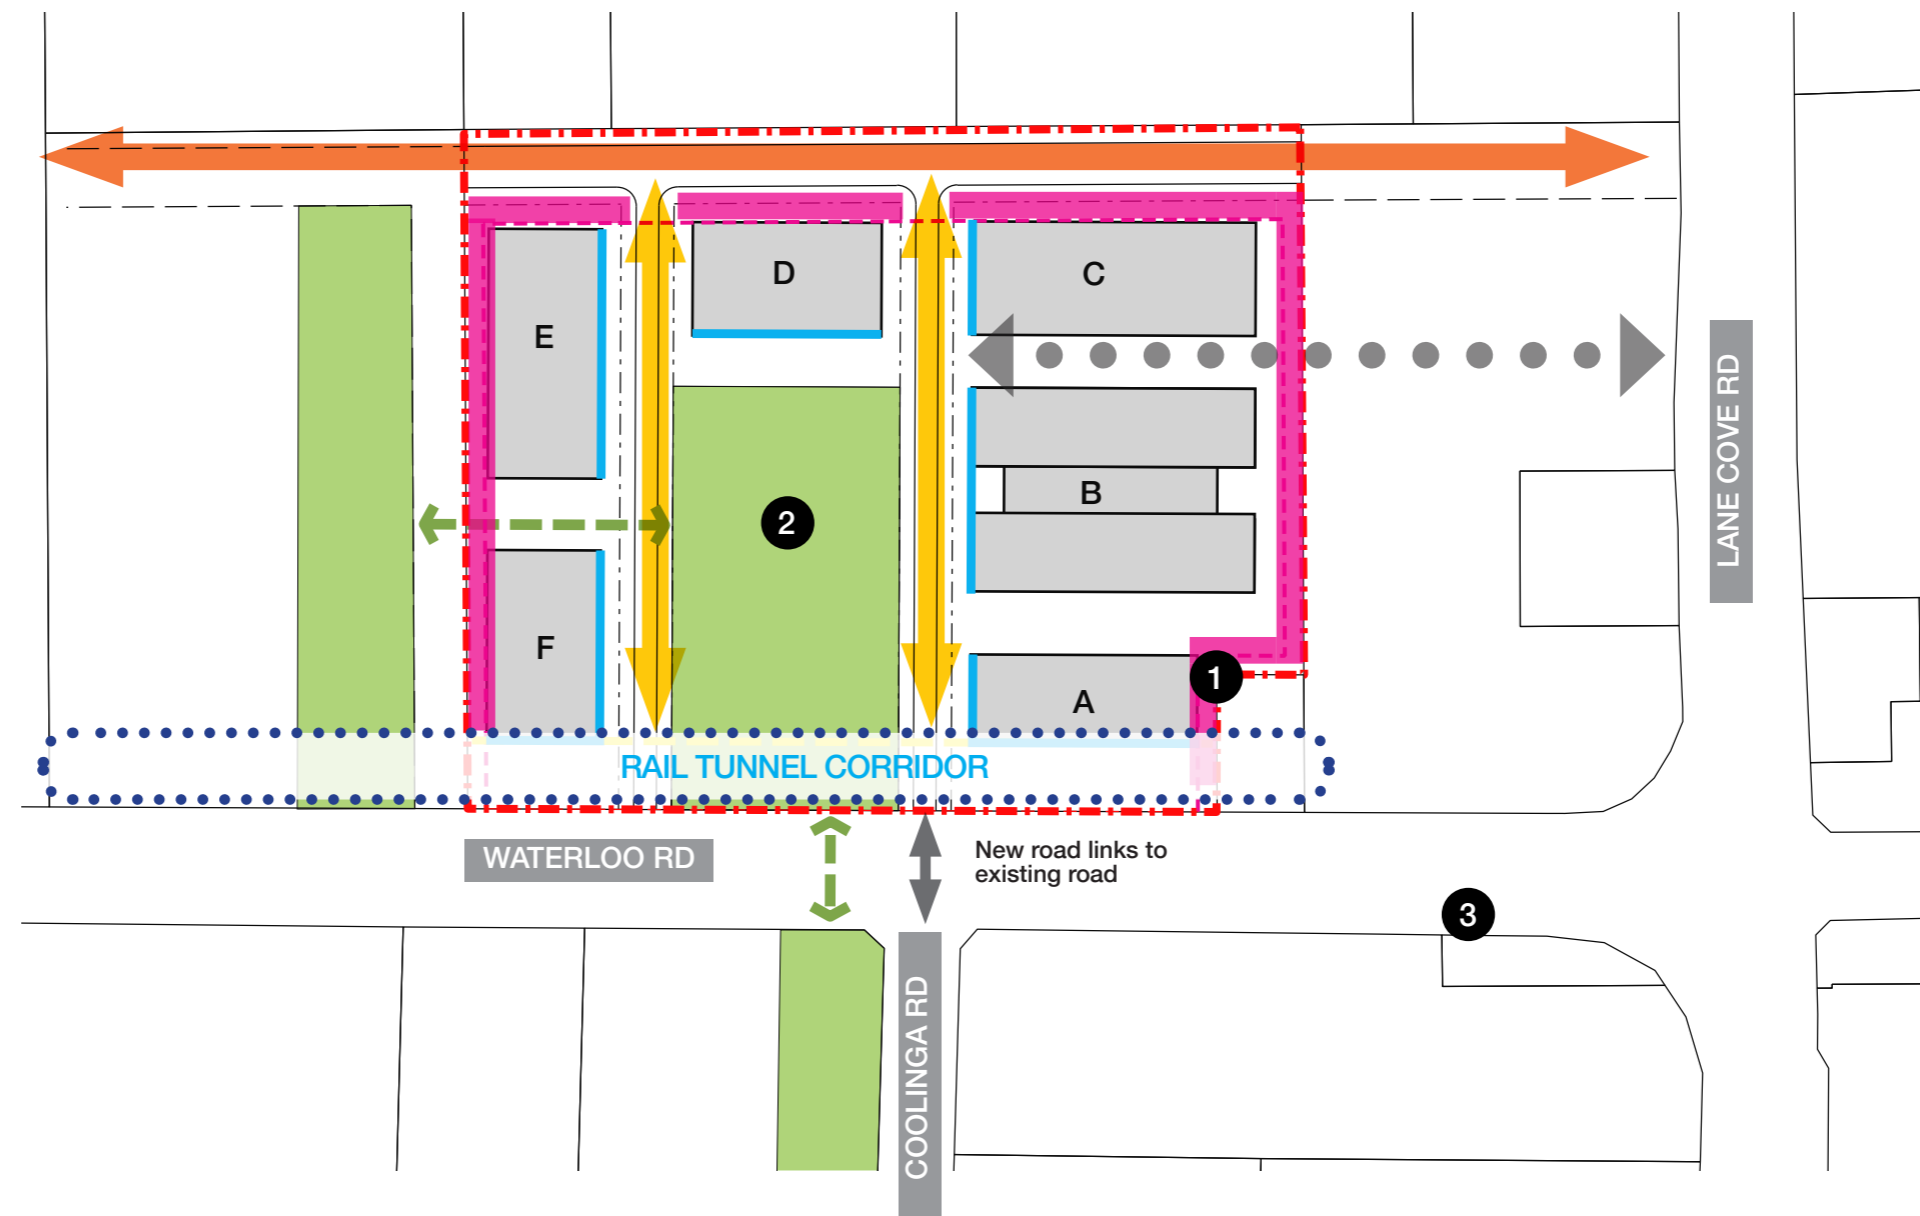 D
C
E
LANE COVE RD
B
2
F
1
A
RAIL TUNNEL CORRIDOR
WATERLOO RD
New road links to
existing road
3
COOLINGA RD